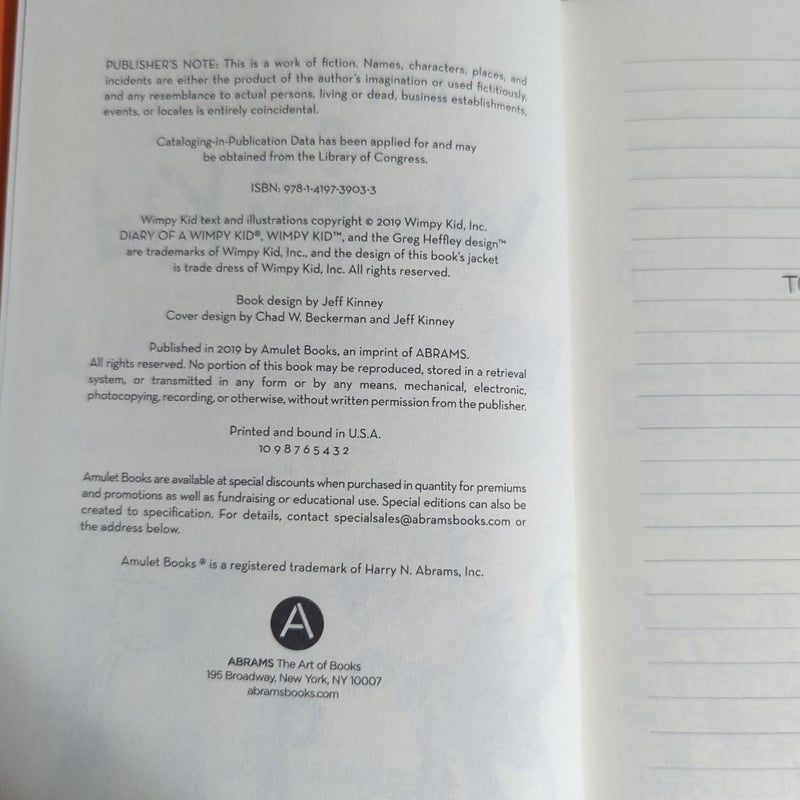 PUBLISHER'S NOTE: This is a work of fiction. Names, characters, places, and
incidents are either the product of the author's imagination or used fictitiously,
and any resemblance to actual persons, living or dead, business establishments,
events, or locales is entirely coincidental.
Cataloging-in-Publication Data has been applied for and may
be obtained from the Library of Congress.
ISBN: 978-1-4197-3903-3
Wimpy Kid text and illustrations copyright © 2019 Wimpy Kid, Inc.
DIARY OF A WIMPY KID®, WIMPY KID™, and the Greg Heffley design™
are trademarks of Wimpy Kid, Inc., and the design of this book's jacket
is trade dress of Wimpy Kid, Inc. All rights reserved.
Book design by Jeff Kinney
Cover design by Chad W. Beckerman and Jeff Kinney
Published in 2019 by Amulet Books, an imprint of ABRAMS.
All rights reserved. No portion of this book may be reproduced, stored in a retrieval
system, or transmitted in any form or by any means, mechanical, electronic,
photocopying, recording, or otherwise, without written permission from the publisher.
Printed and bound in U.S.A.
10 9 8 7 6 5 4 3 2
Amulet Books are available at special discounts when purchased in quantity for premiums
and promotions as well as fundraising or educational use. Special editions can also be
created to specification. For details, contact specialsales@abramsbooks.com or
the address below.
Amulet Books ® is a registered trademark of Harry N. Abrams, Inc.
A
ABRAMS The Art of Books
195 Broadway, New York, NY 10007
abramsbooks.com